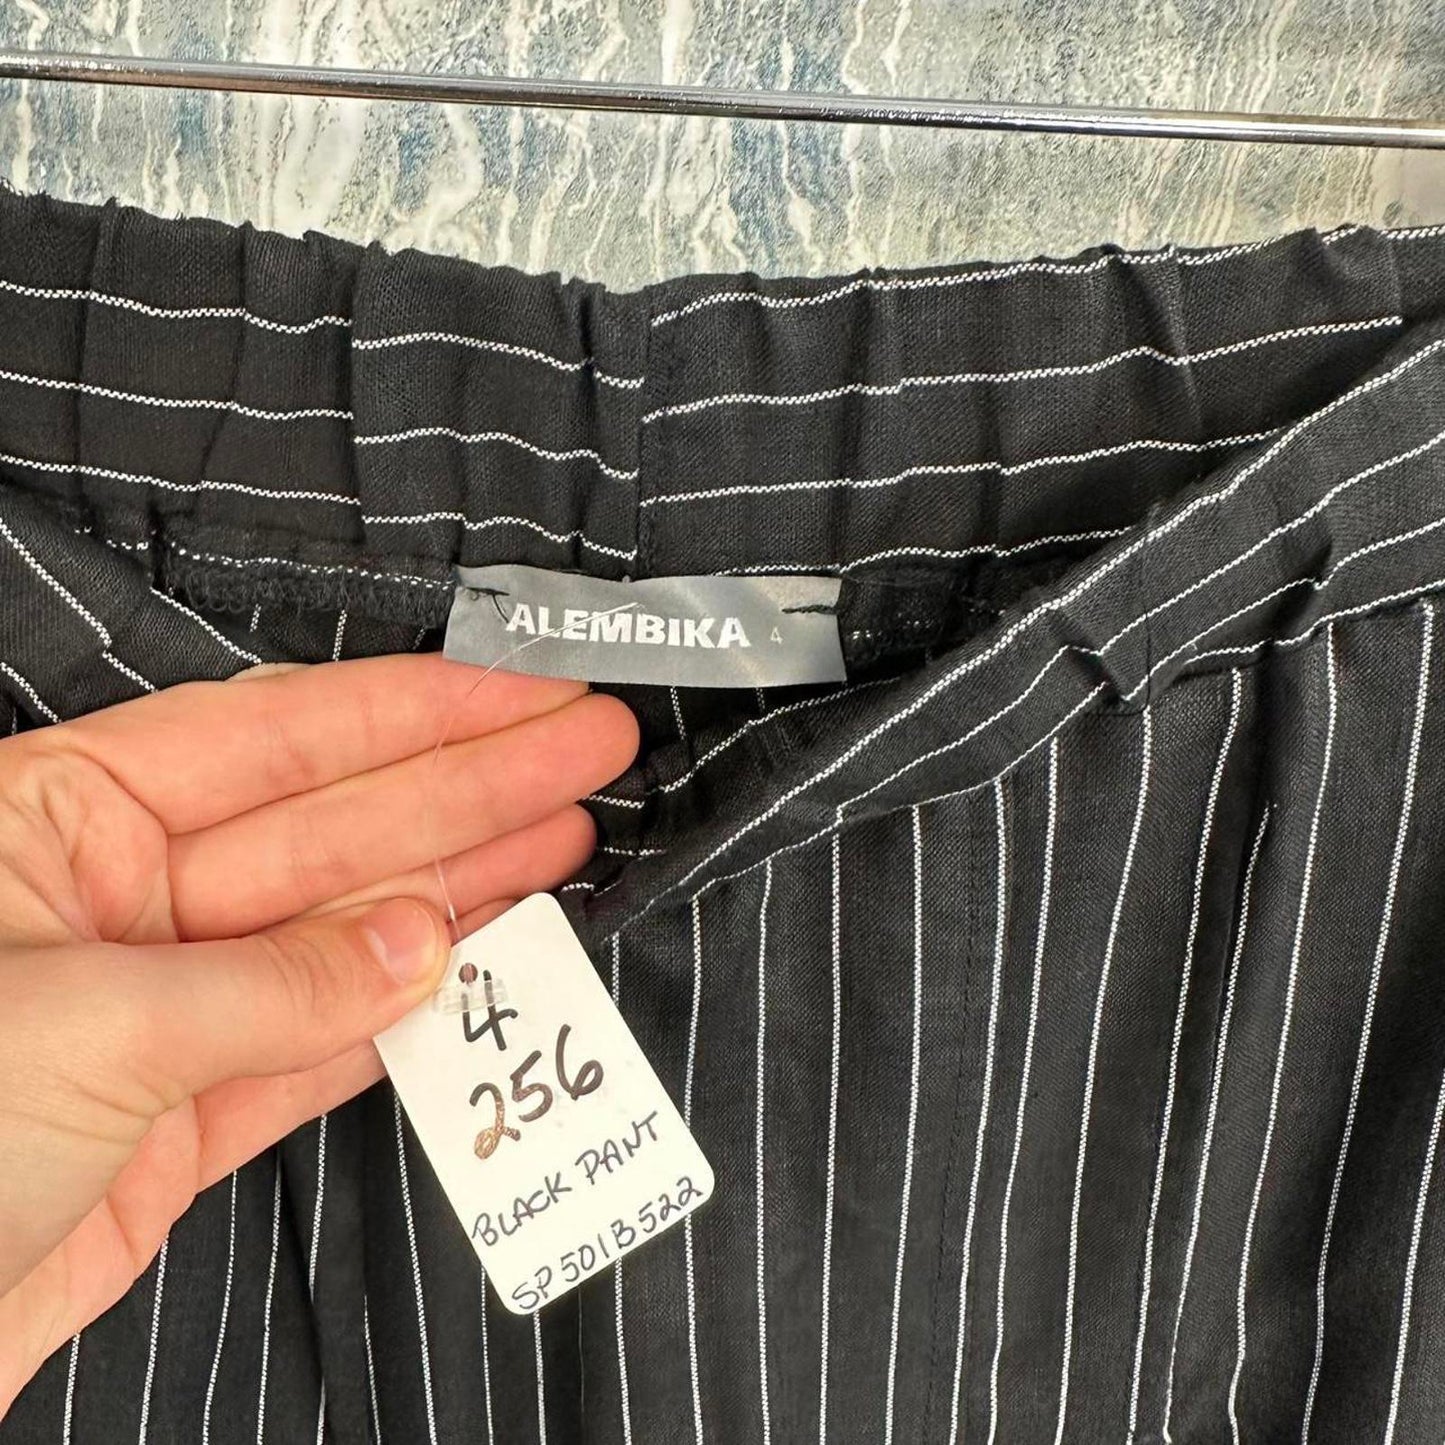 ALEMBIKA 4
4
256
BLACK PANT
SP501B522